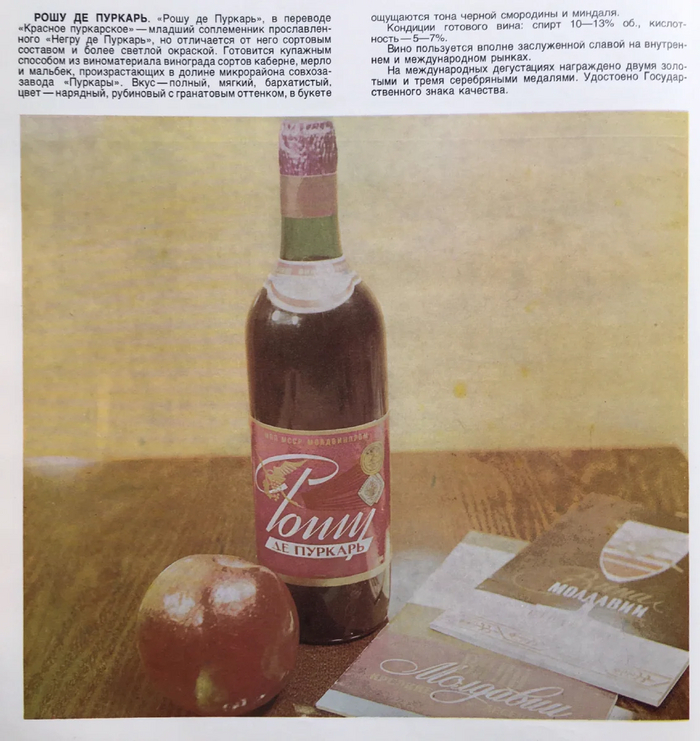 РОШУ ДЕ ПУРКАРЬ. «Рошу де Пуркарь», в переводе
«Красное пуркарское» — младший соплеменник прославлен-
ного «Негру де Пуркарь», но отличается от него сортовым
составом и более светлой окраской. Готовится купажным
способом из виноматериала винограда сортов каберне, мерло
и мальбек, произрастающих в долине микрорайона совхоза-
завода «Пуркары». Вкус — полный, мягкий, бархатистый,
цвет — нарядный, рубиновый с гранатовым оттенком, в букете
ощущаются тона черной смородины и миндаля.
Кондиции готового вина: спирт 10—13% об., кислот-
ность — 5—7%.
Вино пользуется вполне заслуженной славой на внутрен-
нем и международном рынках.
На международных дегустациях награждено двумя золо-
тыми и тремя серебряными медалями. Удостоено Государ-
ственного знака качества.
МССР МОЛДВИНПРОМ
Рошу
ДЕ ПУРКАРЬ
Вина
МОЛДАВИИ
Молдавии